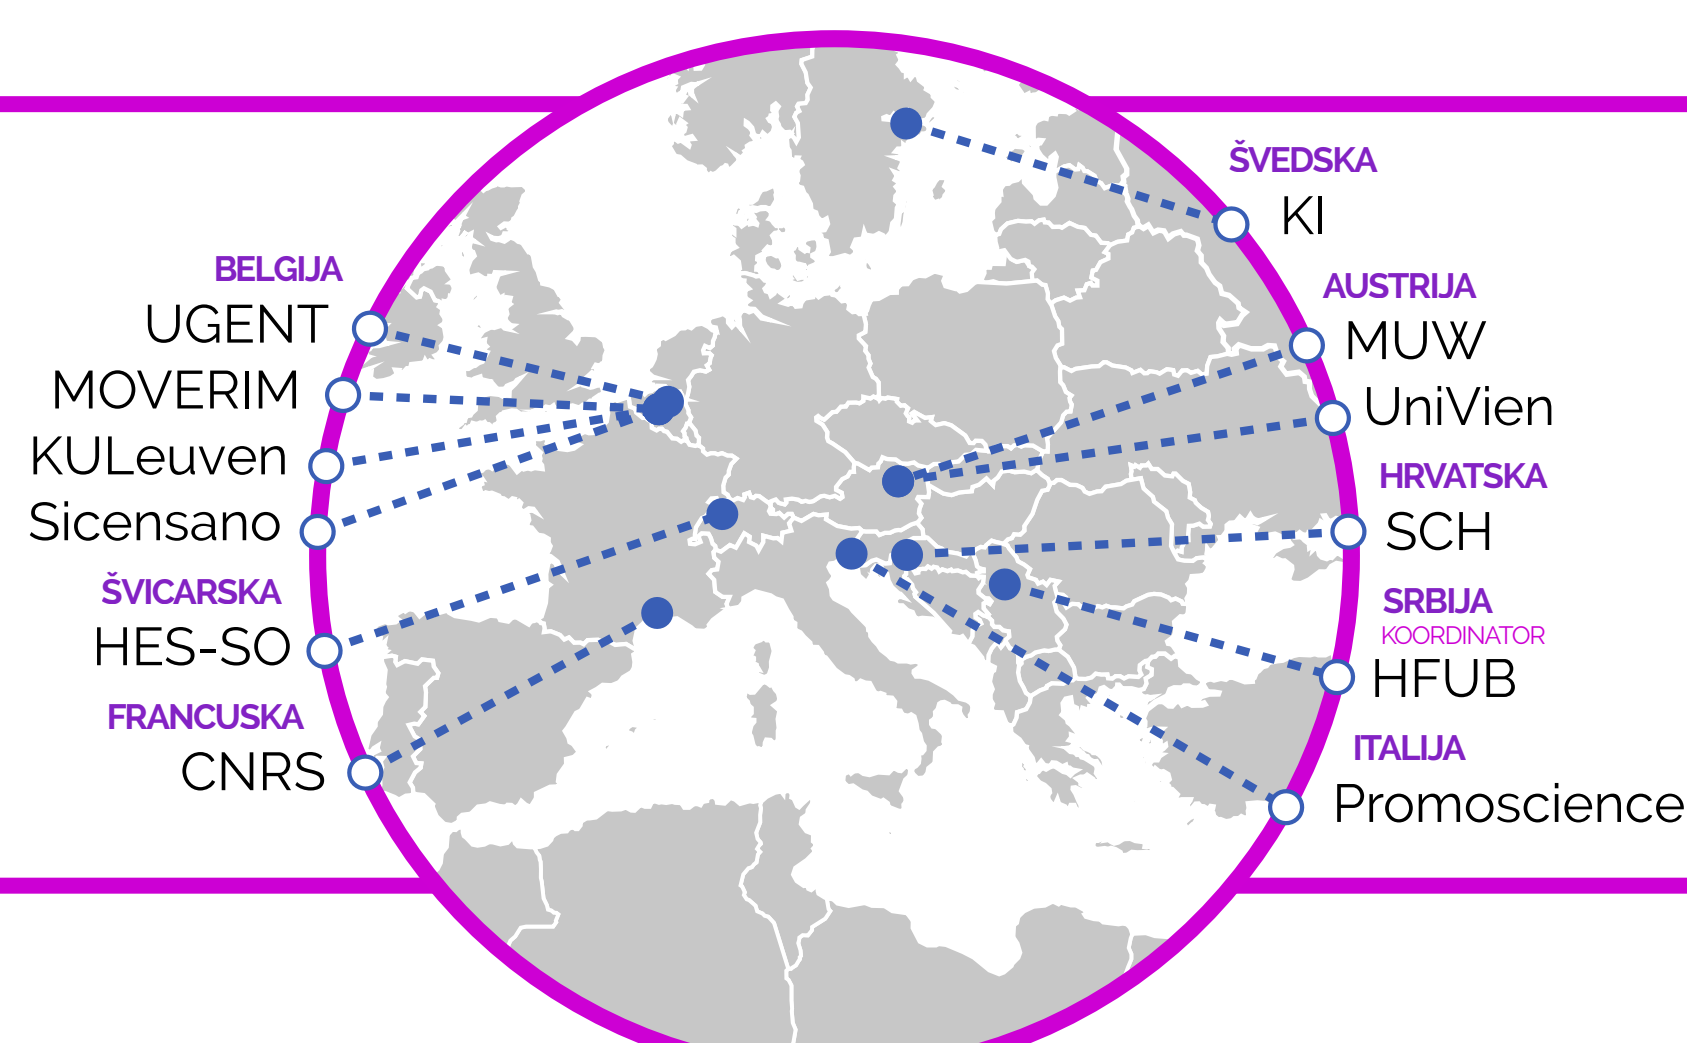 BELGIJA
UGENT
MOVERIM
KULeuven
Sicensano
ŠVICARSKA
HES-SO
FRANCUSKA
CNRS
ŠVEDSKA
KI
AUSTRIJA
MUW
UniVien
HRVATSKA
SCH
SRBIJA
KOORDINATOR
HFUB
ITALIJA
Promoscience